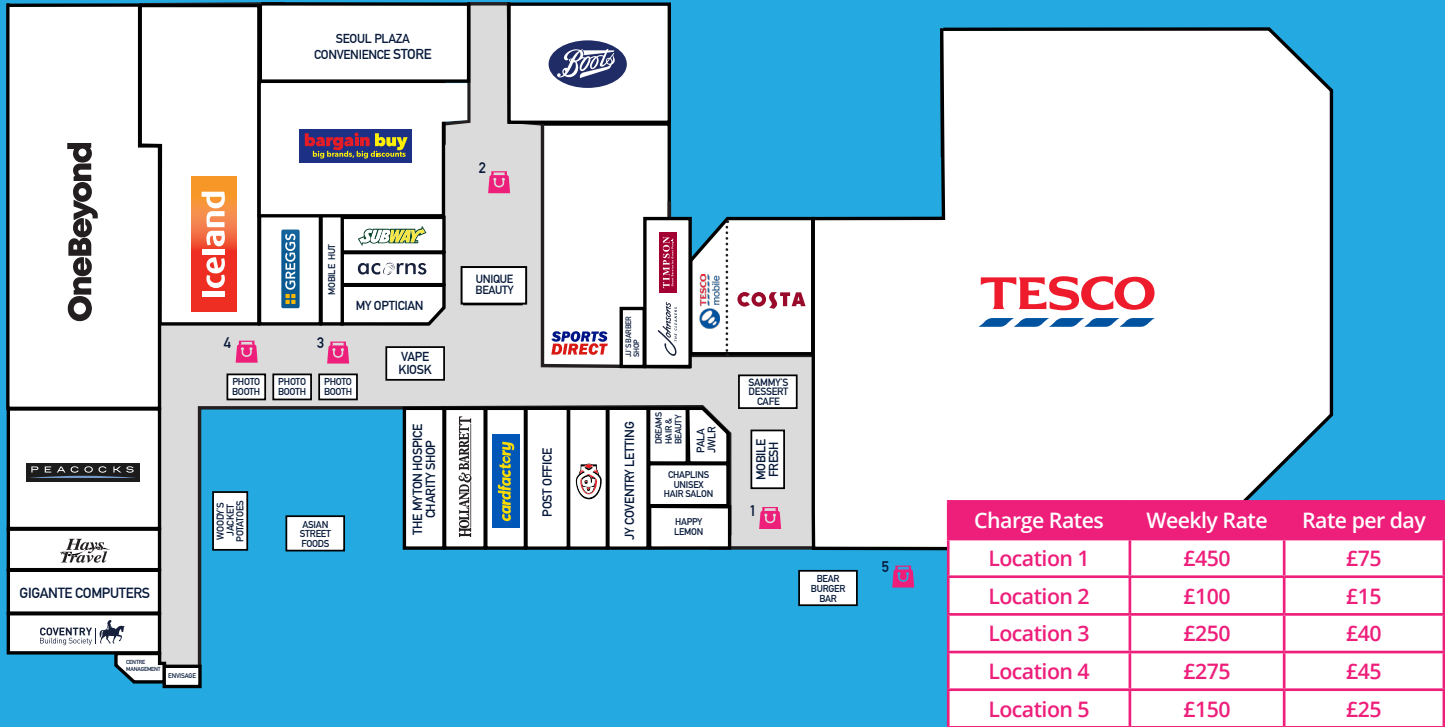 SEOUL PLAZA
CONVENIENCE STORE
Boots
OneBeyond
Iceland
bargain buy
big brands, big discounts
2
GREGGS
MOBILE HUT
SUBWAY
acorns
MY OPTICIAN
UNIQUE
BEAUTY
SPORTS
DIRECT
JJ'S BARBER
SHOP
TIMPSON
Johnsons
THE CLEANERS
TESCO
mobile
COSTA
TESCO
4
3
PHOTO
BOOTH
PHOTO
BOOTH
PHOTO
BOOTH
VAPE
KIOSK
SAMMY'S
DESSERT
CAFE
PEACOCKS
THE MYTON HOSPICE
CHARITY SHOP
HOLLAND & BARRETT
cardfactory
POST OFFICE
JY COVENTRY LETTING
DREAMS
HAIR &
BEAUTY
PALA
JWLR
CHAPLINS
UNISEX
HAIR SALON
HAPPY
LEMON
MOBILE
FRESH
1
WOODY'S
JACKET
POTATOES
ASIAN
STREET
FOODS
Hays
Travel
GIGANTE COMPUTERS
COVENTRY
Building Society
CENTRE
MANAGEMENT
ENVISAGE
BEAR
BURGER
BAR
5
Charge Rates Weekly Rate Rate per day
Location 1 £450 £75
Location 2 £100 £15
Location 3 £250 £40
Location 4 £275 £45
Location 5 £150 £25